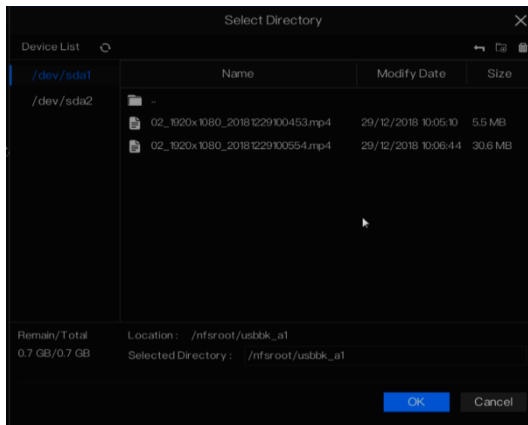 Select Directory
Device List
/dev/sda1
/dev/sda2
Name Modify Date Size
..
02_1920x1080_20181229100453.mp4 29/12/2018 10:05:10 5.5 MB
02_1920x1080_20181229100554.mp4 29/12/2018 10:06:44 30.6 MB
Remain/Total
0.7 GB/0.7 GB
Location : /nfsroot/usbbk_a1
Selected Directory : /nfsroot/usbbk_a1
OK Cancel